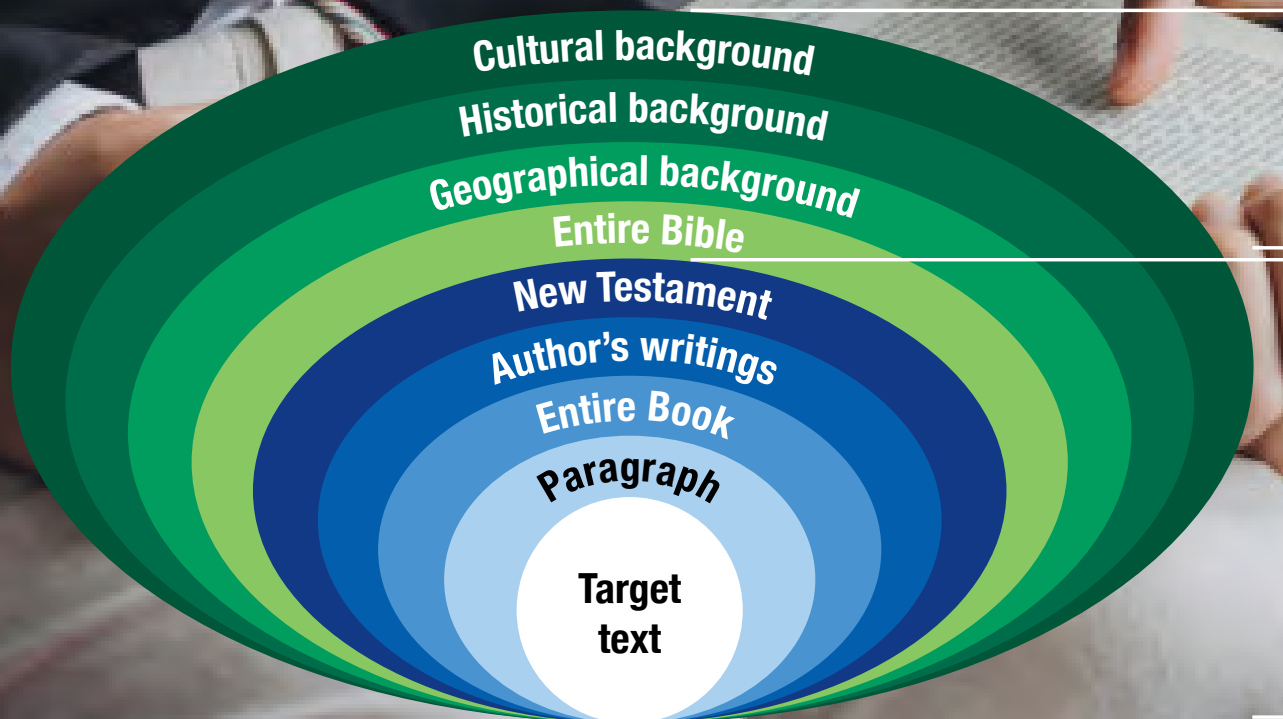 Cultural background
Historical background
Geographical background
Entire Bible
New Testament
Author's writings
Entire Book
Paragraph
Target
text